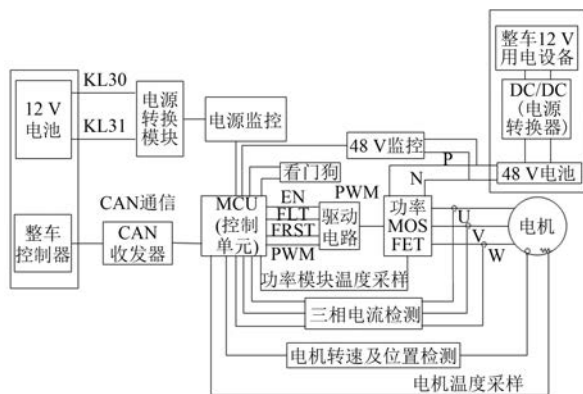 整车12 V
用电设备
DC/DC
(电源
转换器)
48 V电池
KL30
12 V
电池
KL31
电源
转换
模块
电源监控
48 V监控
P
N
看门狗
CAN通信
整车
控制器
CAN
收发器
MCU
(控制
单元)
EN
FLT
FRST
PWM
PWM
驱动
电路
功率
MOS
FET
U
V
W
电机
功率模块温度采样
三相电流检测
电机转速及位置检测
电机温度采样